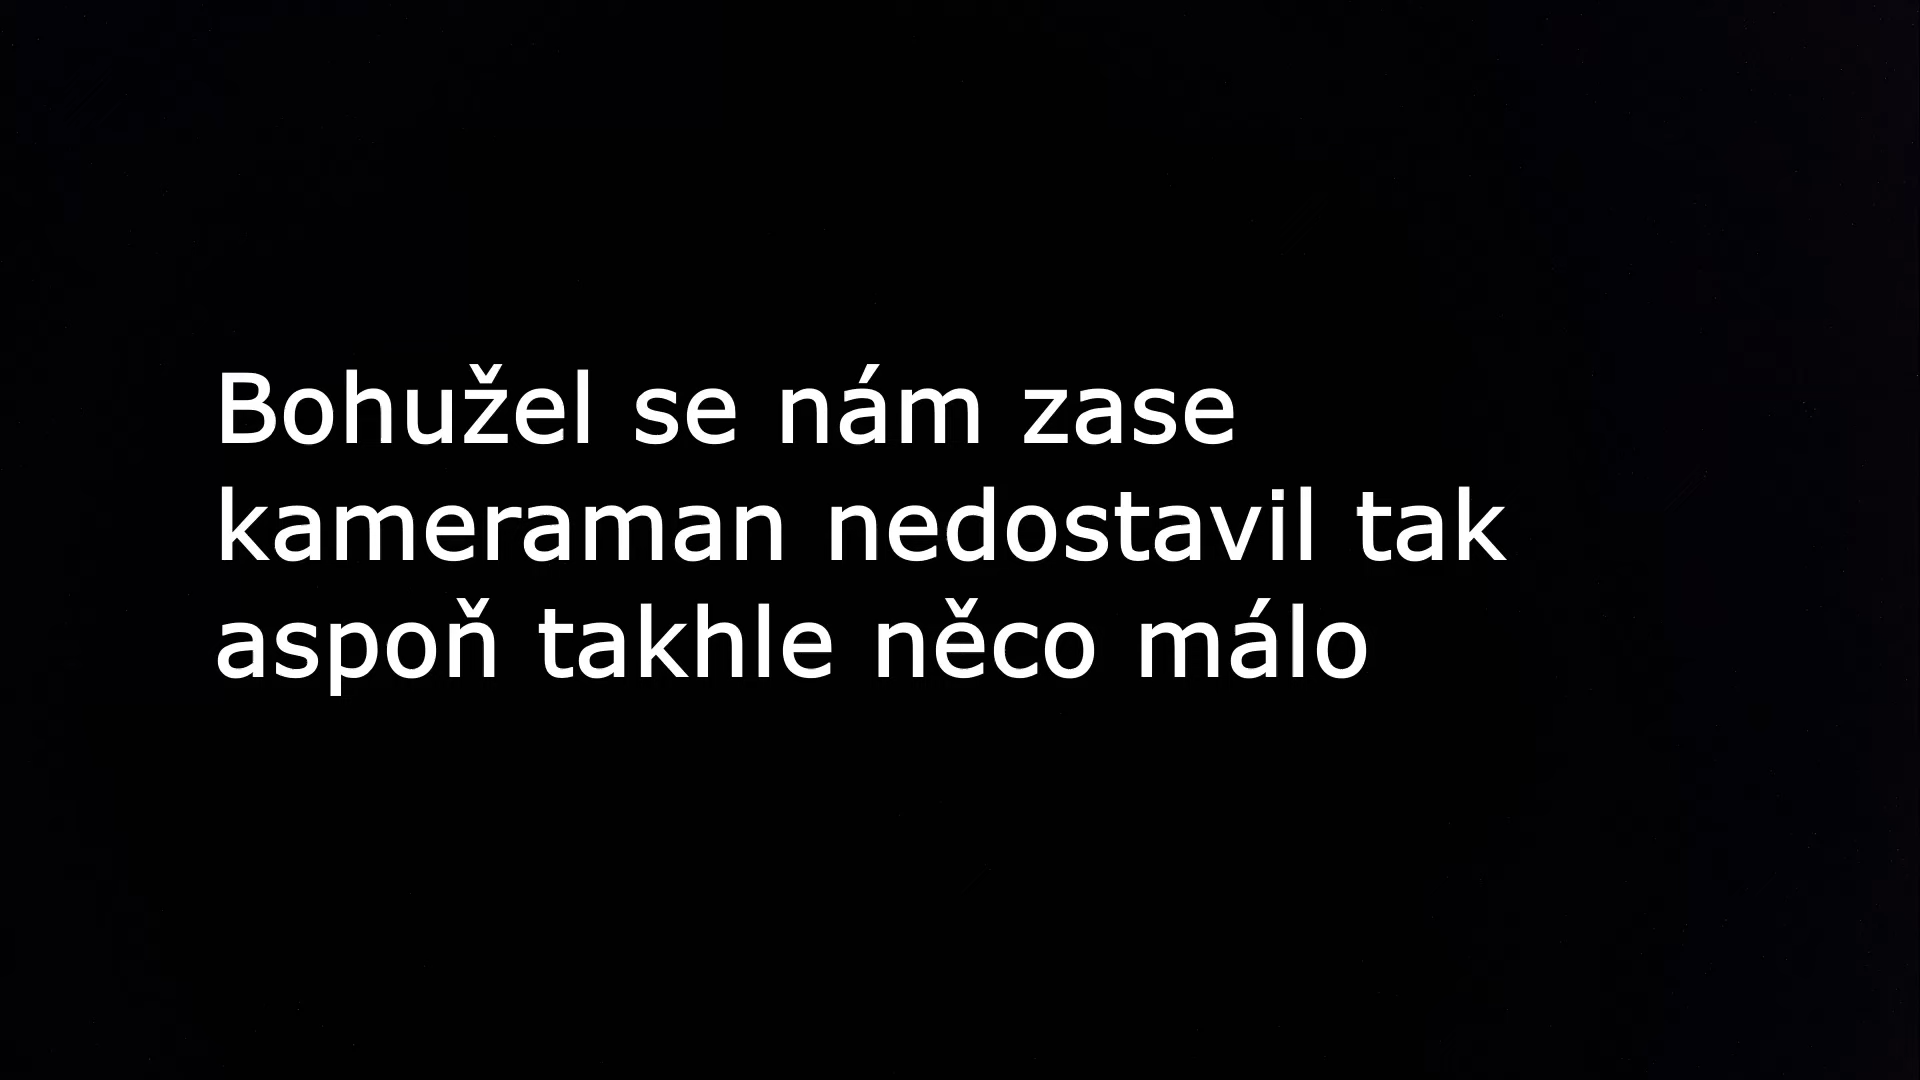 Bohužel se nám zase
kameraman nedostavil tak
aspoň takhle něco málo